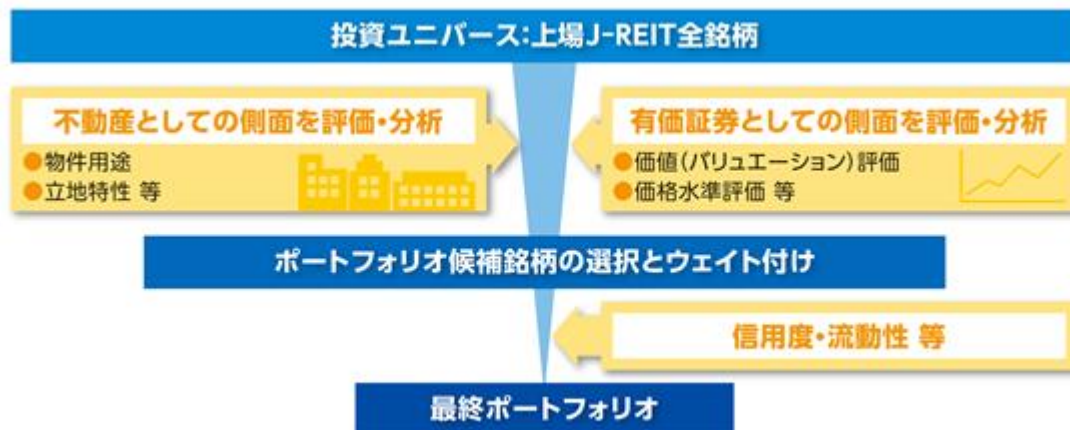 投資ユニバース:上場J-REIT全銘柄
不動産としての側面を評価・分析
●物件用途
●立地特性 等
有価証券としての側面を評価・分析
●価値(バリュエーション)評価
●価格水準評価 等
ポートフォリオ候補銘柄の選択とウェイト付け
信用度・流動性 等
最終ポートフォリオ